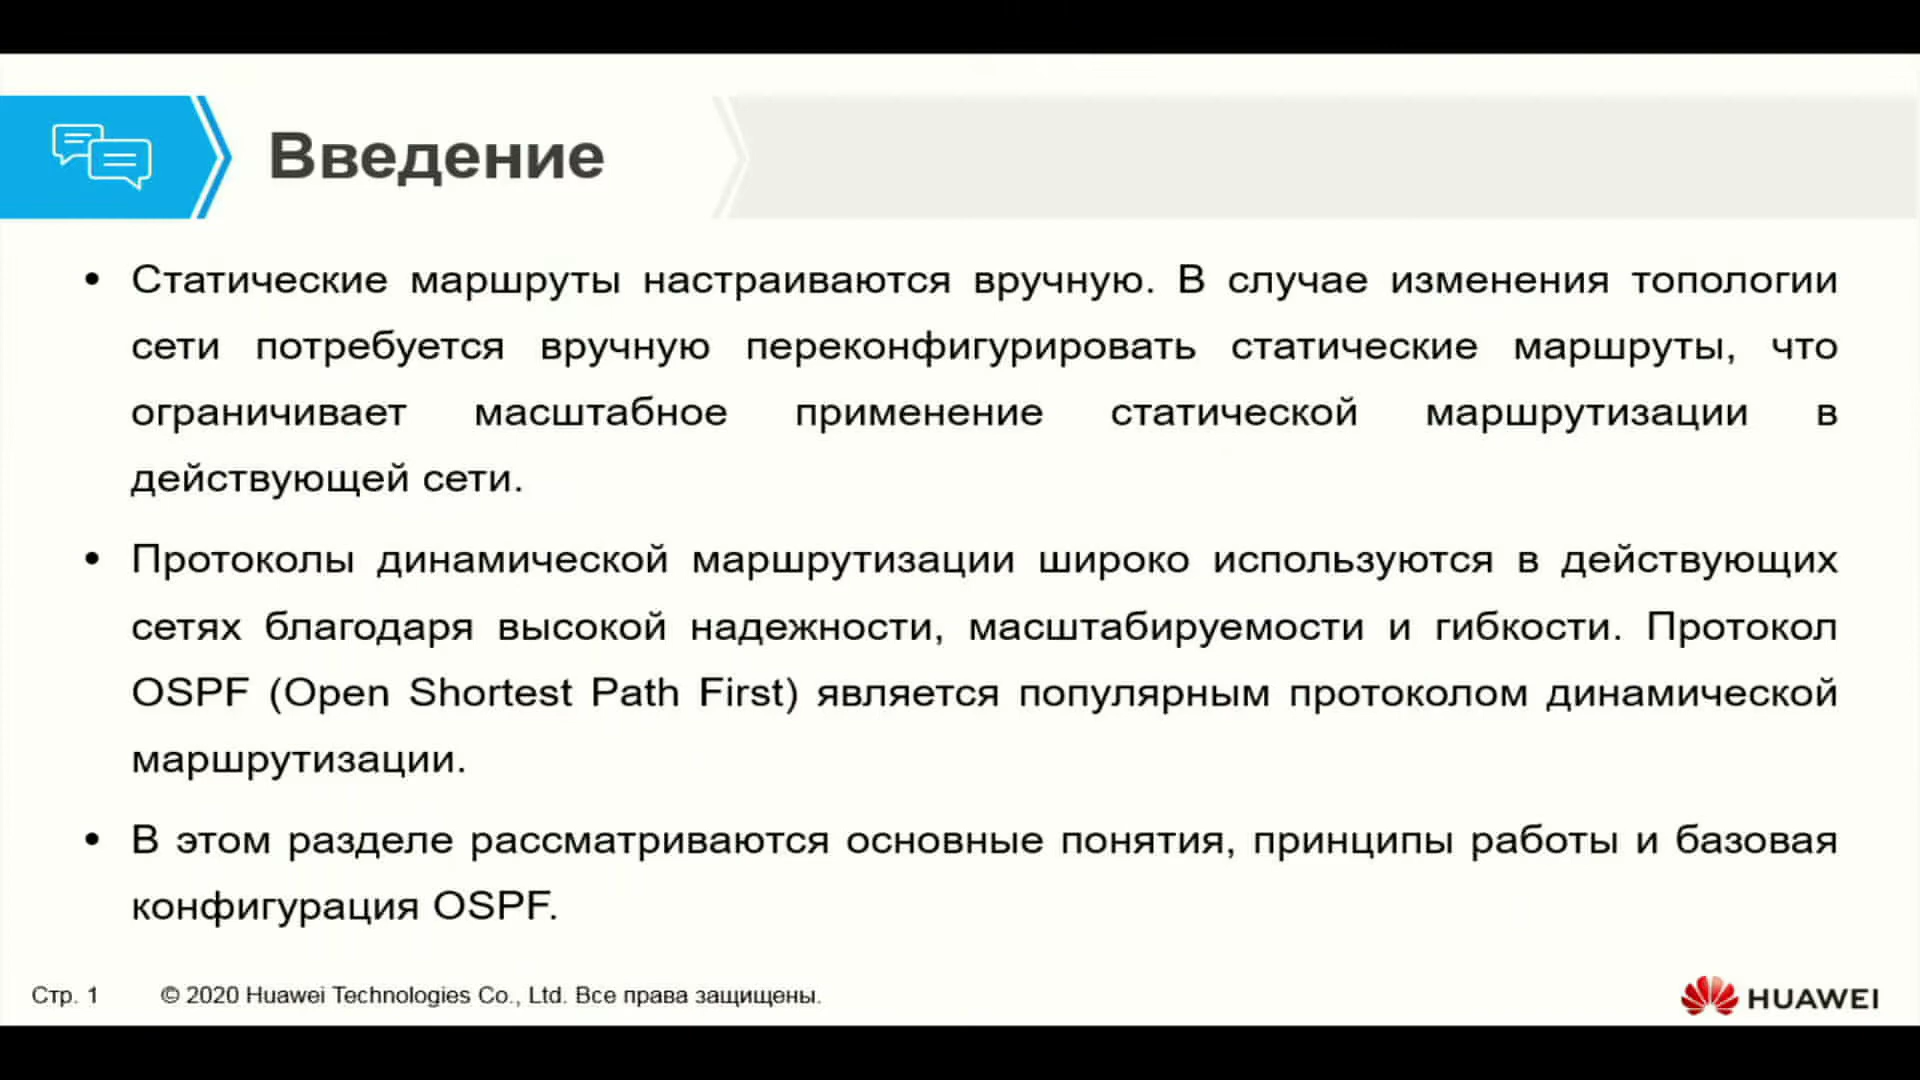 Введение
• Статические маршруты настраиваются вручную. В случае изменения топологии
сети потребуется вручную переконфигурировать статические маршруты, что
ограничивает масштабное применение статической маршрутизации в
действующей сети.
• Протоколы динамической маршрутизации широко используются в действующих
сетях благодаря высокой надежности, масштабируемости и гибкости. Протокол
OSPF (Open Shortest Path First) является популярным протоколом динамической
маршрутизации.
• В этом разделе рассматриваются основные понятия, принципы работы и базовая
конфигурация OSPF.
Стр. 1 © 2020 Huawei Technologies Co., Ltd. Все права защищены.
HUAWEI